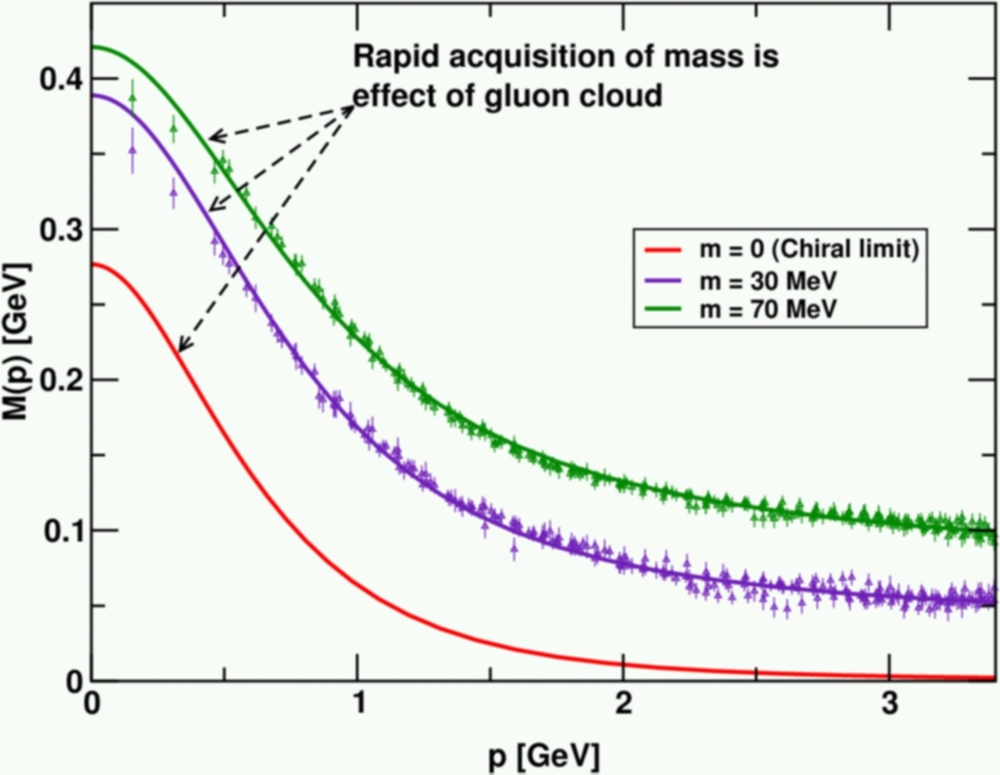 Rapid acquisition of mass is
effect of gluon cloud
0.4
0.3
0.2
0.1
0
M(p) [GeV]
m = 0 (Chiral limit)
m = 30 MeV
m = 70 MeV
0 1 2 3
p [GeV]